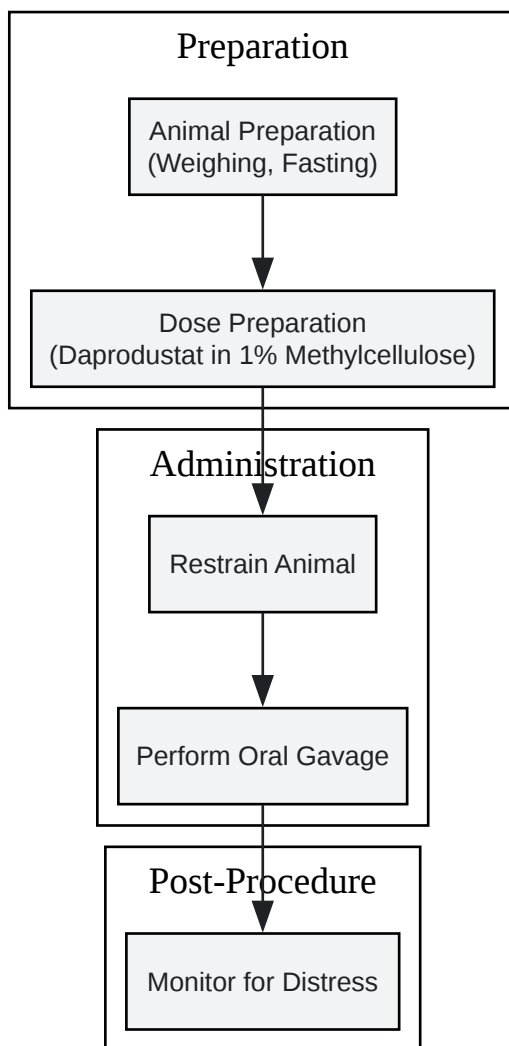 Preparation
Animal Preparation
(Weighing, Fasting)
Dose Preparation
(Daprodustat in 1% Methylcellulose)
Administration
Restrain Animal
Perform Oral Gavage
Post-Procedure
Monitor for Distress